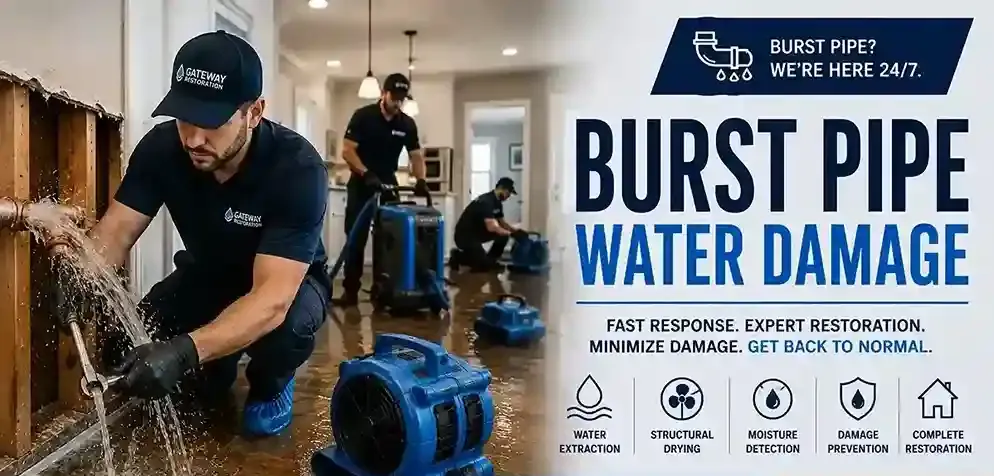 GATEWAY
RESTORATION
GATEWAY
RESTORATION
BURST PIPE?
WE'RE HERE 24/7.
BURST PIPE
WATER DAMAGE
FAST RESPONSE. EXPERT RESTORATION.
MINIMIZE DAMAGE. GET BACK TO NORMAL.
WATER
EXTRACTION
STRUCTURAL
DRYING
MOISTURE
DETECTION
DAMAGE
PREVENTION
COMPLETE
RESTORATION